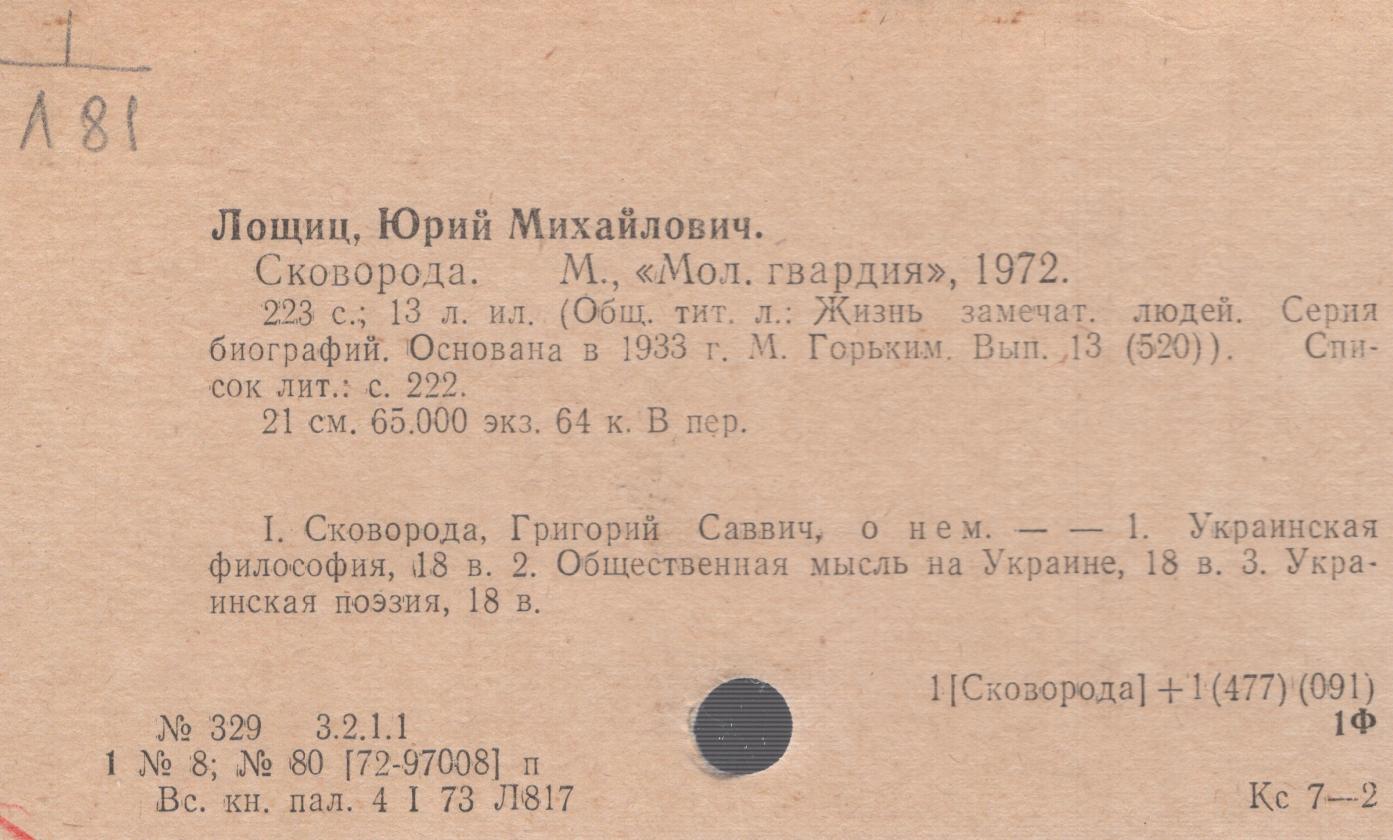 1
Л 81
Лощиц, Юрий Михайлович.
Сковорода. М., «Мол. гвардия», 1972.
223 с.; 13 л. ил. (Общ. тит. л.: Жизнь замечат. людей. Серия
биографий. Основана в 1933 г. М. Горьким. Вып. 13 (520)). Спи-
сок лит.: с. 222.
21 см. 65.000 экз. 64 к. В пер.
I. Сковорода, Григорий Саввич, о нем. — — 1. Украинская
философия, 18 в. 2. Общественная мысль на Украине, 18 в. 3. Укра-
инская поэзия, 18 в.
1 [Сковорода] + 1 (477) (091)
1Ф
№ 329 3.2.1.1
1 № 8; № 80 [72-97008] п
Вс. кн. пал. 4 I 73 Л817
Кс 7—2